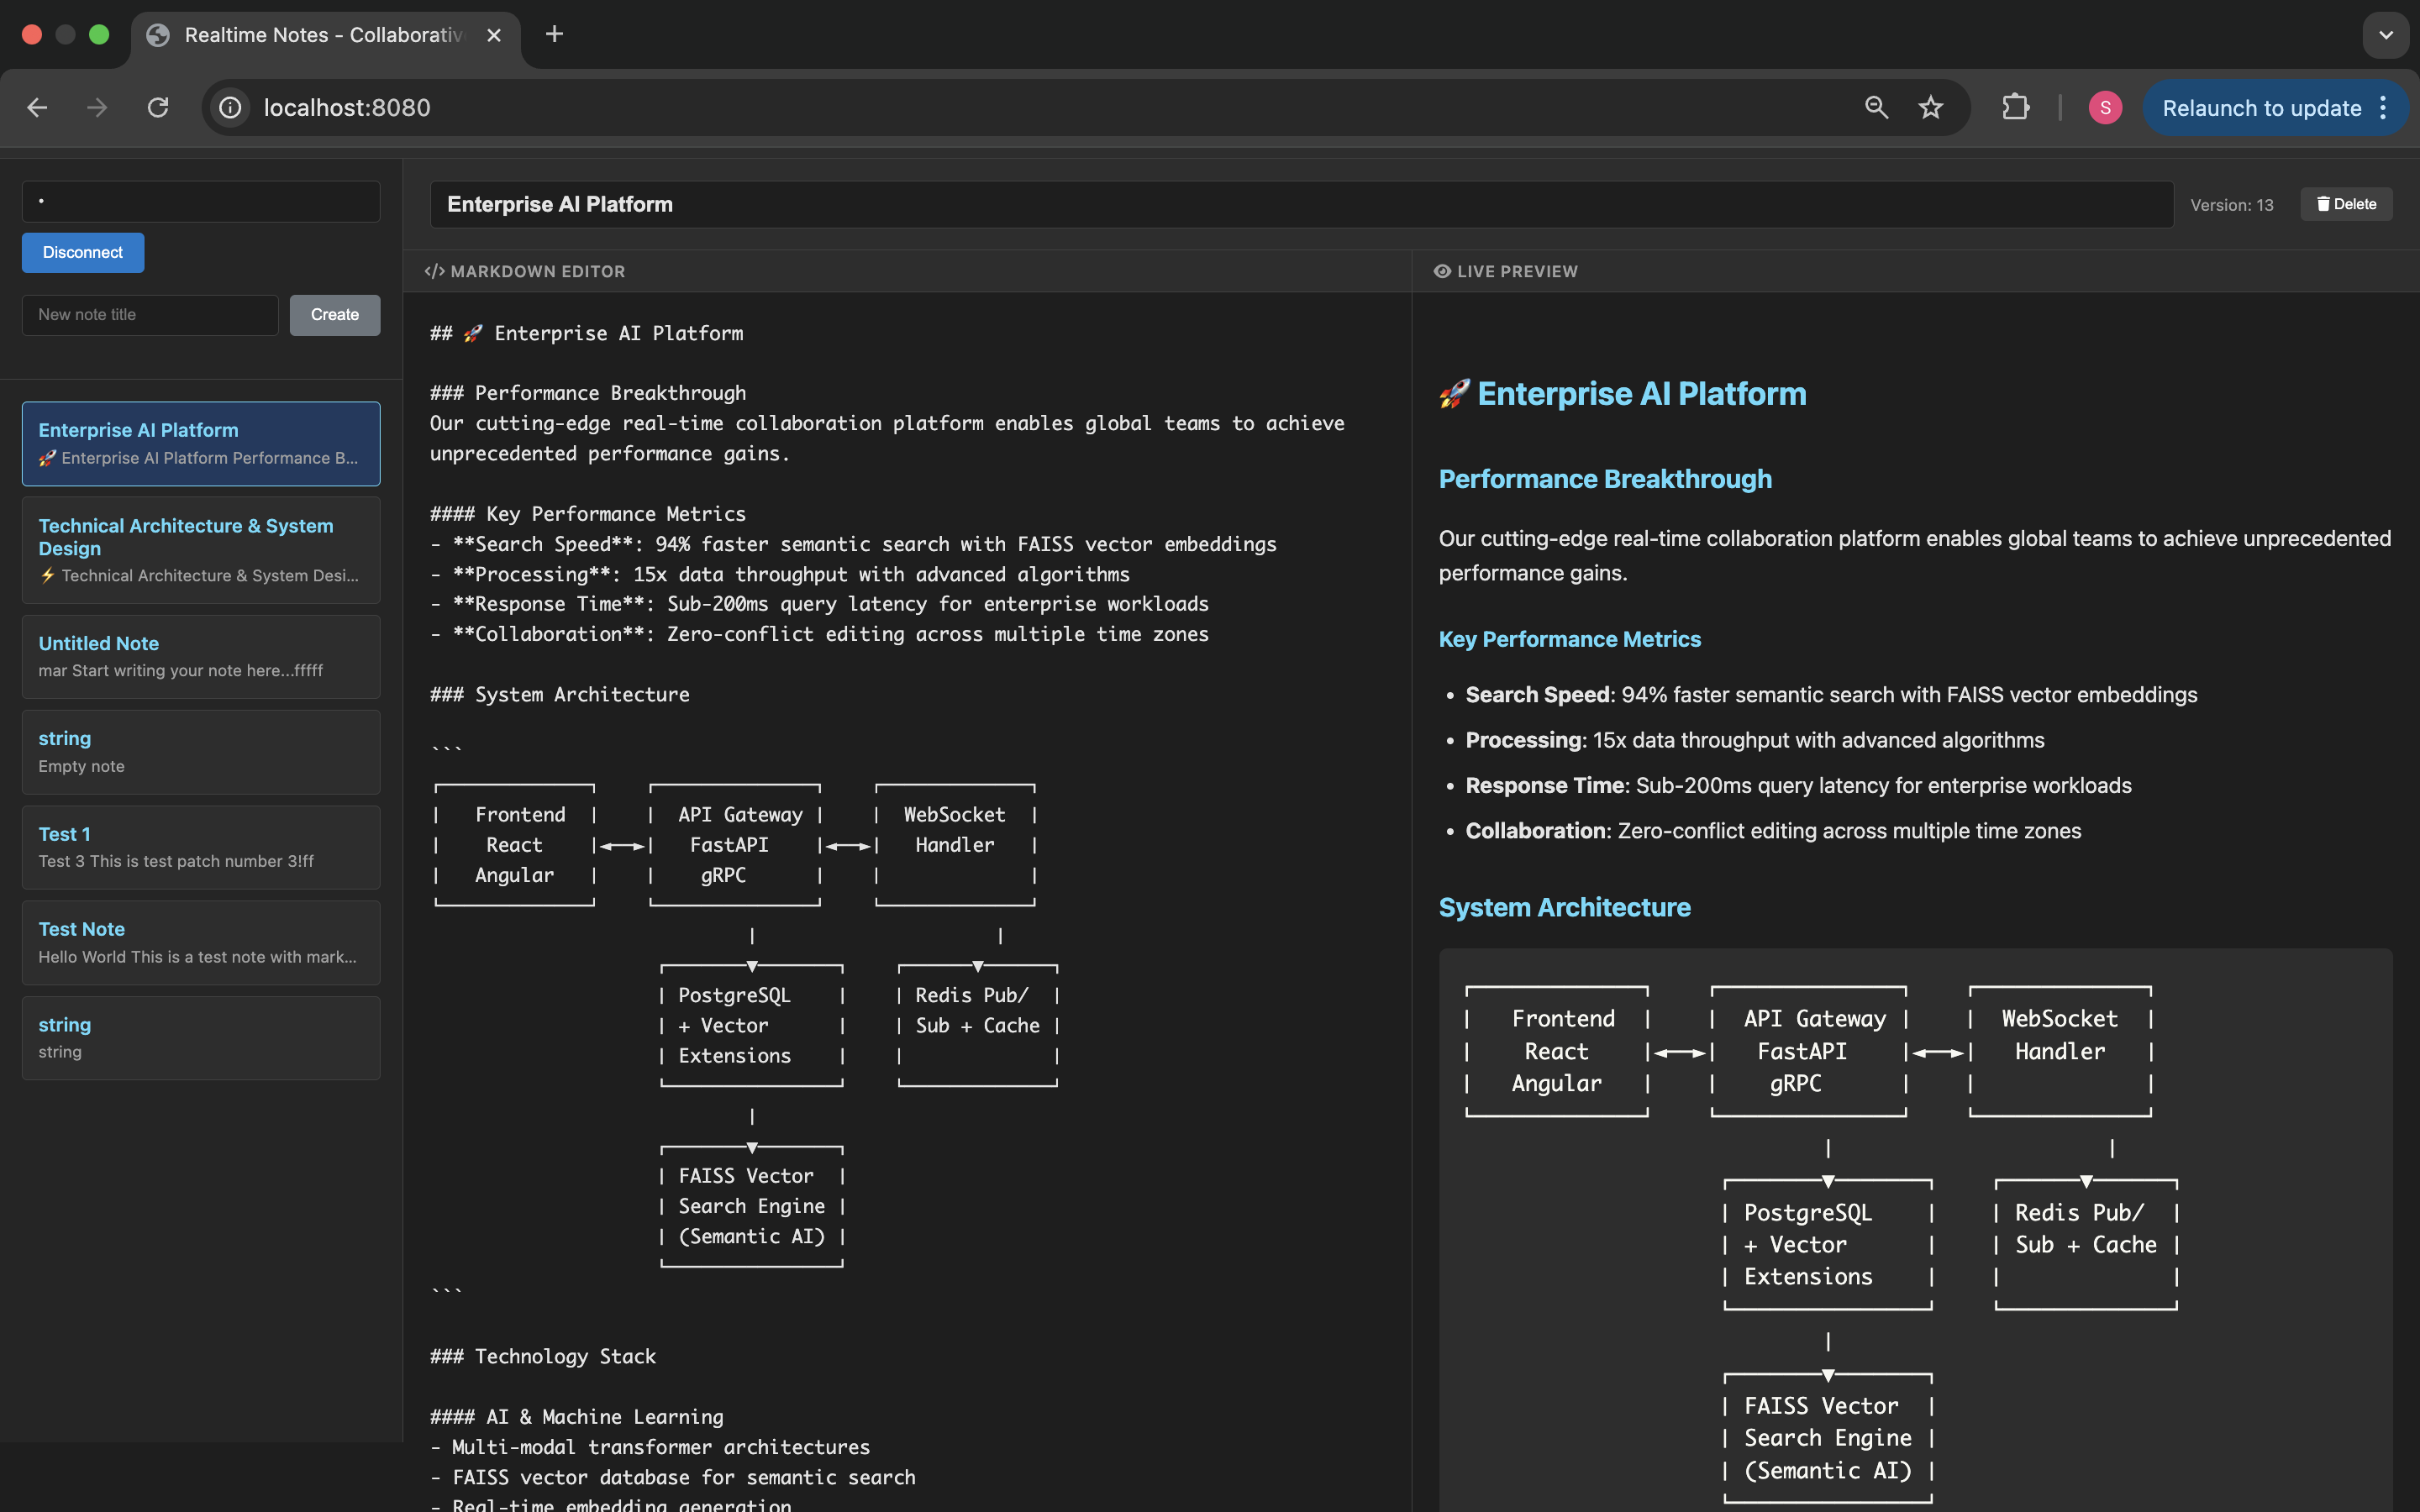 Realtime Notes - Collaborativ
localhost:8080
S
Relaunch to update
•
Disconnect
New note title
Create
Enterprise AI Platform
🚀 Enterprise AI Platform Performance B...
Technical Architecture & System
Design
⚡ Technical Architecture & System Desi...
Untitled Note
mar Start writing your note here...fffff
string
Empty note
Test 1
Test 3 This is test patch number 3!ff
Test Note
Hello World This is a test note with mark...
string
string
Enterprise AI Platform
Version: 13
Delete
</> MARKDOWN EDITOR
## 🚀 Enterprise AI Platform
### Performance Breakthrough
Our cutting-edge real-time collaboration platform enables global teams to achieve
unprecedented performance gains.
#### Key Performance Metrics
- **Search Speed**: 94% faster semantic search with FAISS vector embeddings
- **Processing**: 15x data throughput with advanced algorithms
- **Response Time**: Sub-200ms query latency for enterprise workloads
- **Collaboration**: Zero-conflict editing across multiple time zones
### System Architecture
```
Frontend API Gateway WebSocket
React FastAPI Handler
Angular gRPC
PostgreSQL Redis Pub/
+ Vector Sub + Cache
Extensions
FAISS Vector
Search Engine
(Semantic AI)
```
### Technology Stack
#### AI & Machine Learning
- Multi-modal transformer architectures
- FAISS vector database for semantic search
- Real-time embedding generation
LIVE PREVIEW
🚀 Enterprise AI Platform
Performance Breakthrough
Our cutting-edge real-time collaboration platform enables global teams to achieve unprecedented
performance gains.
Key Performance Metrics
• Search Speed: 94% faster semantic search with FAISS vector embeddings
• Processing: 15x data throughput with advanced algorithms
• Response Time: Sub-200ms query latency for enterprise workloads
• Collaboration: Zero-conflict editing across multiple time zones
System Architecture
Frontend API Gateway WebSocket
React FastAPI Handler
Angular gRPC
PostgreSQL Redis Pub/
+ Vector Sub + Cache
Extensions
FAISS Vector
Search Engine
(Semantic AI)